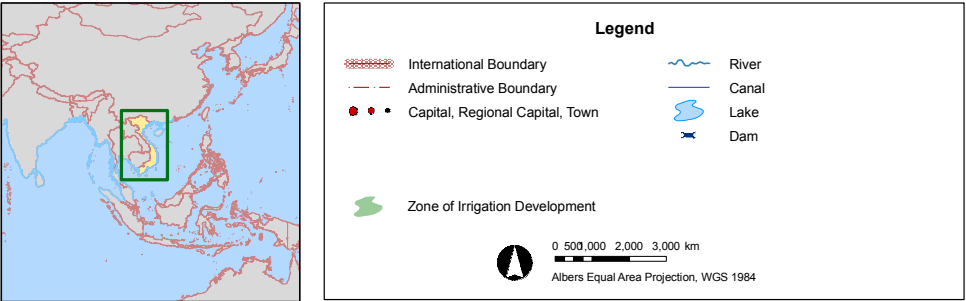 Legend
International Boundary
Administrative Boundary
Capital, Regional Capital, Town
River
Canal
Lake
Dam
Zone of Irrigation Development
0 500 1,000 2,000 3,000 km
Albers Equal Area Projection, WGS 1984